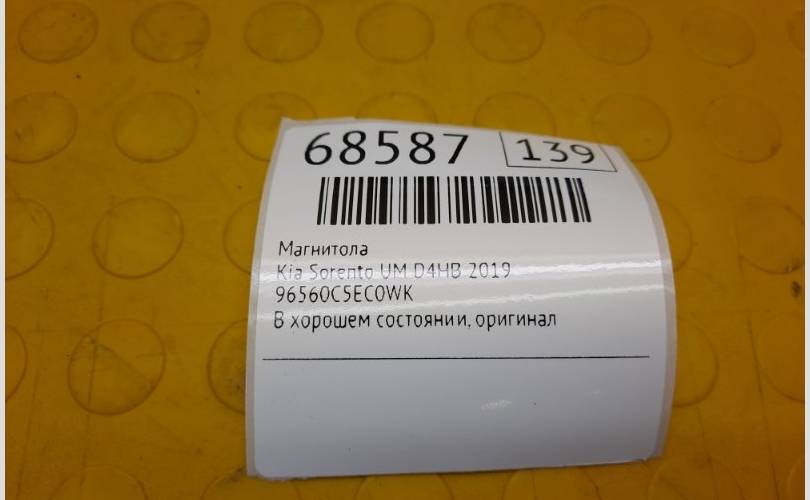 68587 139
Магнитола
Kia Sorento UM D4HB 2019
96560C5EC0WK
В хорошем состоянии, оригинал